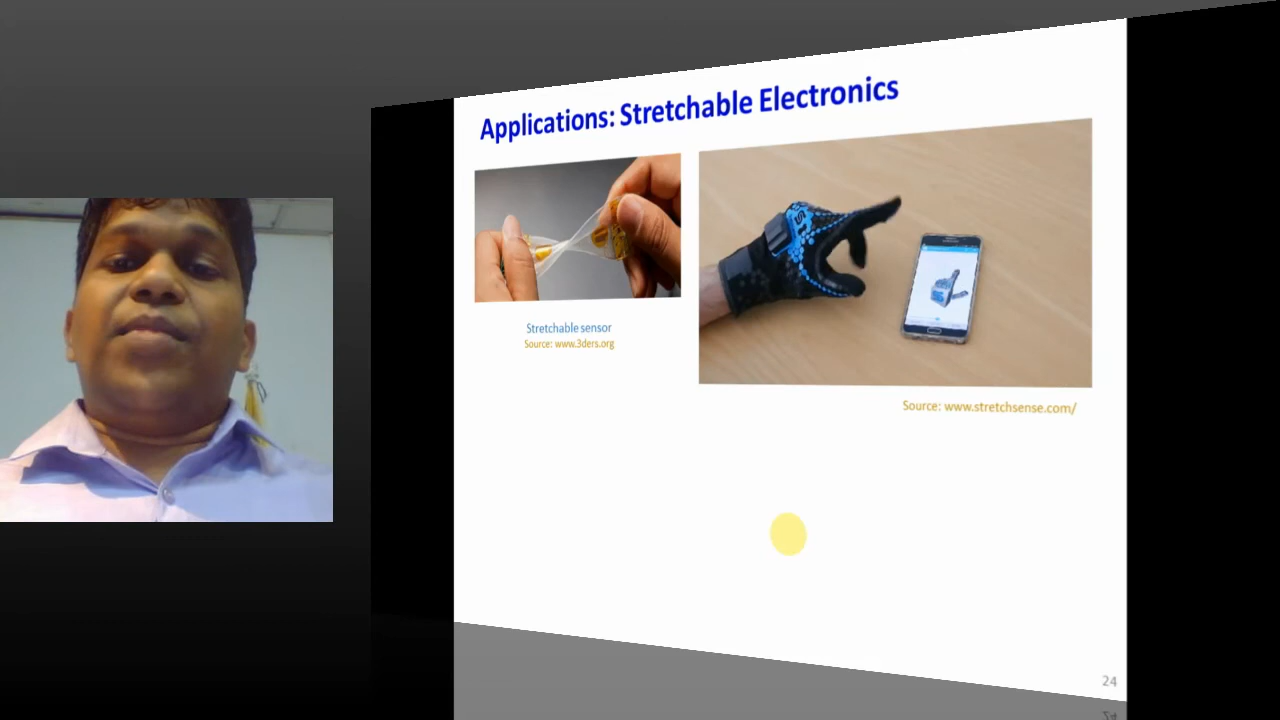 Applications: Stretchable Electronics
Stretchable sensor
Source: www.3ders.org
Source: www.stretchsense.com/
24